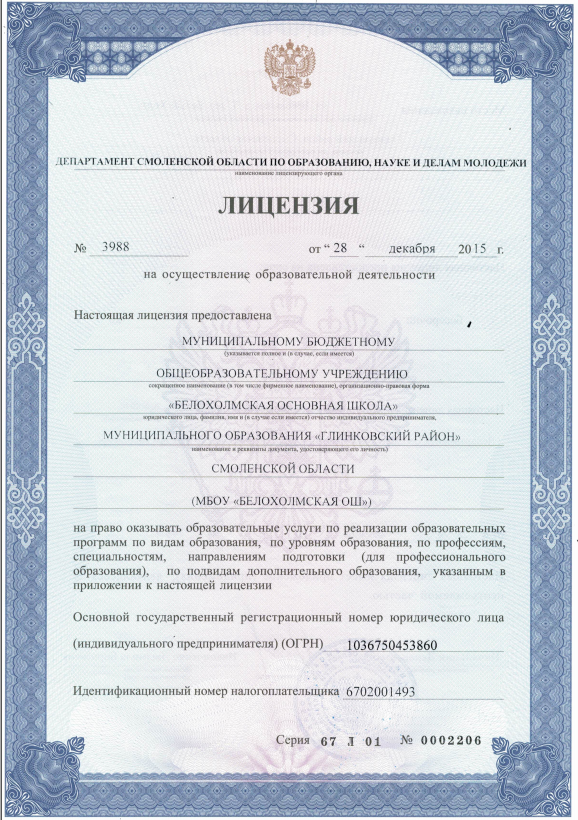 ДЕПАРТАМЕНТ СМОЛЕНСКОЙ ОБЛАСТИ ПО ОБРАЗОВАНИЮ, НАУКЕ И ДЕЛАМ МОЛОДЕЖИ
наименование лицензирующего органа
ЛИЦЕНЗИЯ
№ 3988 от “ 28 “ декабря 2015 г.
на осуществление образовательной деятельности
Настоящая лицензия предоставлена
МУНИЦИПАЛЬНОМУ БЮДЖЕТНОМУ
(указывается полное и (в случае, если имеется)
ОБЩЕОБРАЗОВАТЕЛЬНОМУ УЧРЕЖДЕНИЮ
сокращенное наименование (в том числе фирменное наименование), организационно-правовая форма
«БЕЛОХОЛМСКАЯ ОСНОВНАЯ ШКОЛА»
юридического лица, фамилия, имя и (в случае если имеется) отчество индивидуального предпринимателя,
МУНИЦИПАЛЬНОГО ОБРАЗОВАНИЯ «ГЛИНКОВСКИЙ РАЙОН»
наименование и реквизиты документа, удостоверяющего его личность)
СМОЛЕНСКОЙ ОБЛАСТИ
(МБОУ «БЕЛОХОЛМСКАЯ ОШ»)
на право оказывать образовательные услуги по реализации образовательных
программ по видам образования, по уровням образования, по профессиям,
специальностям, направлениям подготовки (для профессионального
образования), по подвидам дополнительного образования, указанным в
приложении к настоящей лицензии
Основной государственный регистрационный номер юридического лица
(индивидуального предпринимателя) (ОГРН) 1036750453860
Идентификационный номер налогоплательщика 6702001493
Серия 67 Л 01 № 0002206